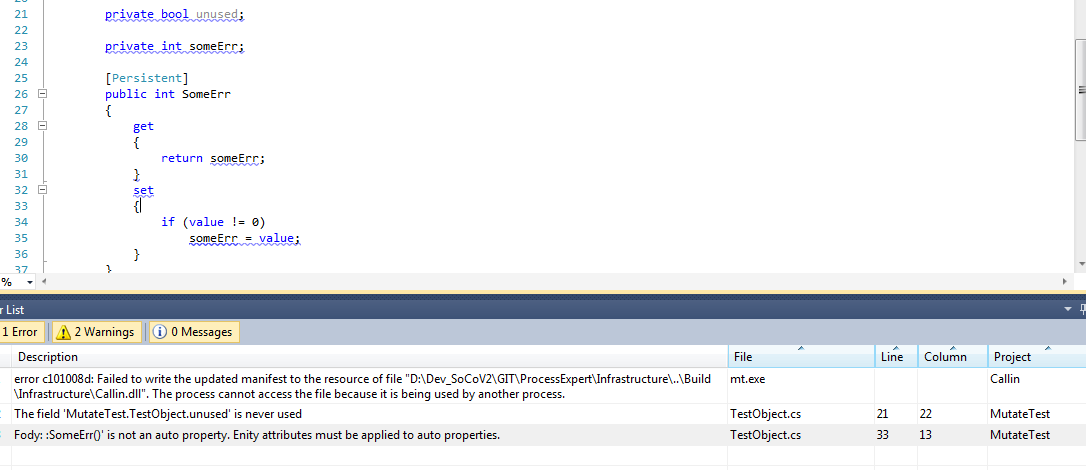 21 private bool unused;
22
23 private int someErr;
24
25 [Persistent]
26 public int SomeErr
27 {
28 get
29 {
30 return someErr;
31 }
32 set
33 {
34 if (value != 0)
35 someErr = value;
36 }
37 }
%
r List
1 Error 2 Warnings 0 Messages
Description File Line Column Project
error c101008d: Failed to write the updated manifest to the resource of file "D:\Dev_SoCoV2\GIT\ProcessExpert\Infrastructure\..\Build mt.exe Callin
\Infrastructure\Callin.dll". The process cannot access the file because it is being used by another process.
The field 'MutateTest.TestObject.unused' is never used TestObject.cs 21 22 MutateTest
Fody: :SomeErr()' is not an auto property. Enity attributes must be applied to auto properties. TestObject.cs 33 13 MutateTest